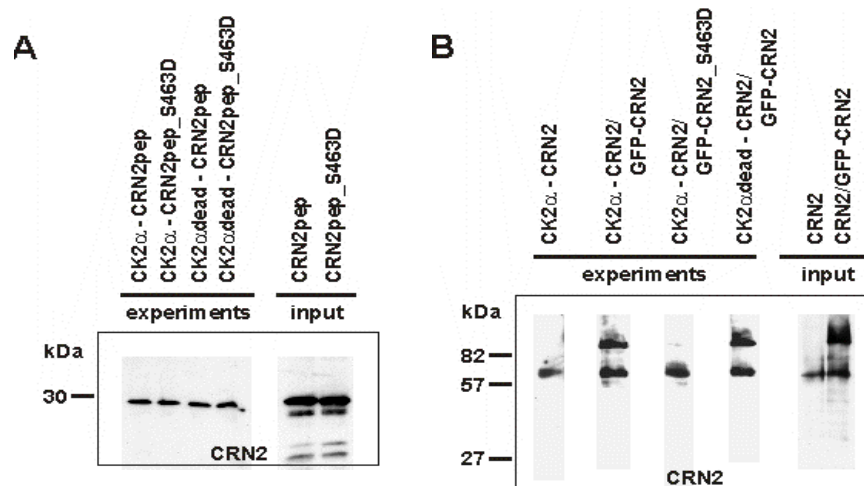 A
CK2α - CRN2pep
CK2α - CRN2pep_S463D
CK2αdead - CRN2pep
CK2αdead - CRN2pep_S463D
CRN2pep
CRN2pep_S463D
experiments
input
kDa
30
CRN2
B
CK2α - CRN2
CK2α - CRN2/
GFP-CRN2
CK2α - CRN2/
GFP-CRN2_S463D
CK2αdead - CRN2/
GFP-CRN2
CRN2
CRN2/GFP-CRN2
experiments
input
kDa
82
57
27
CRN2